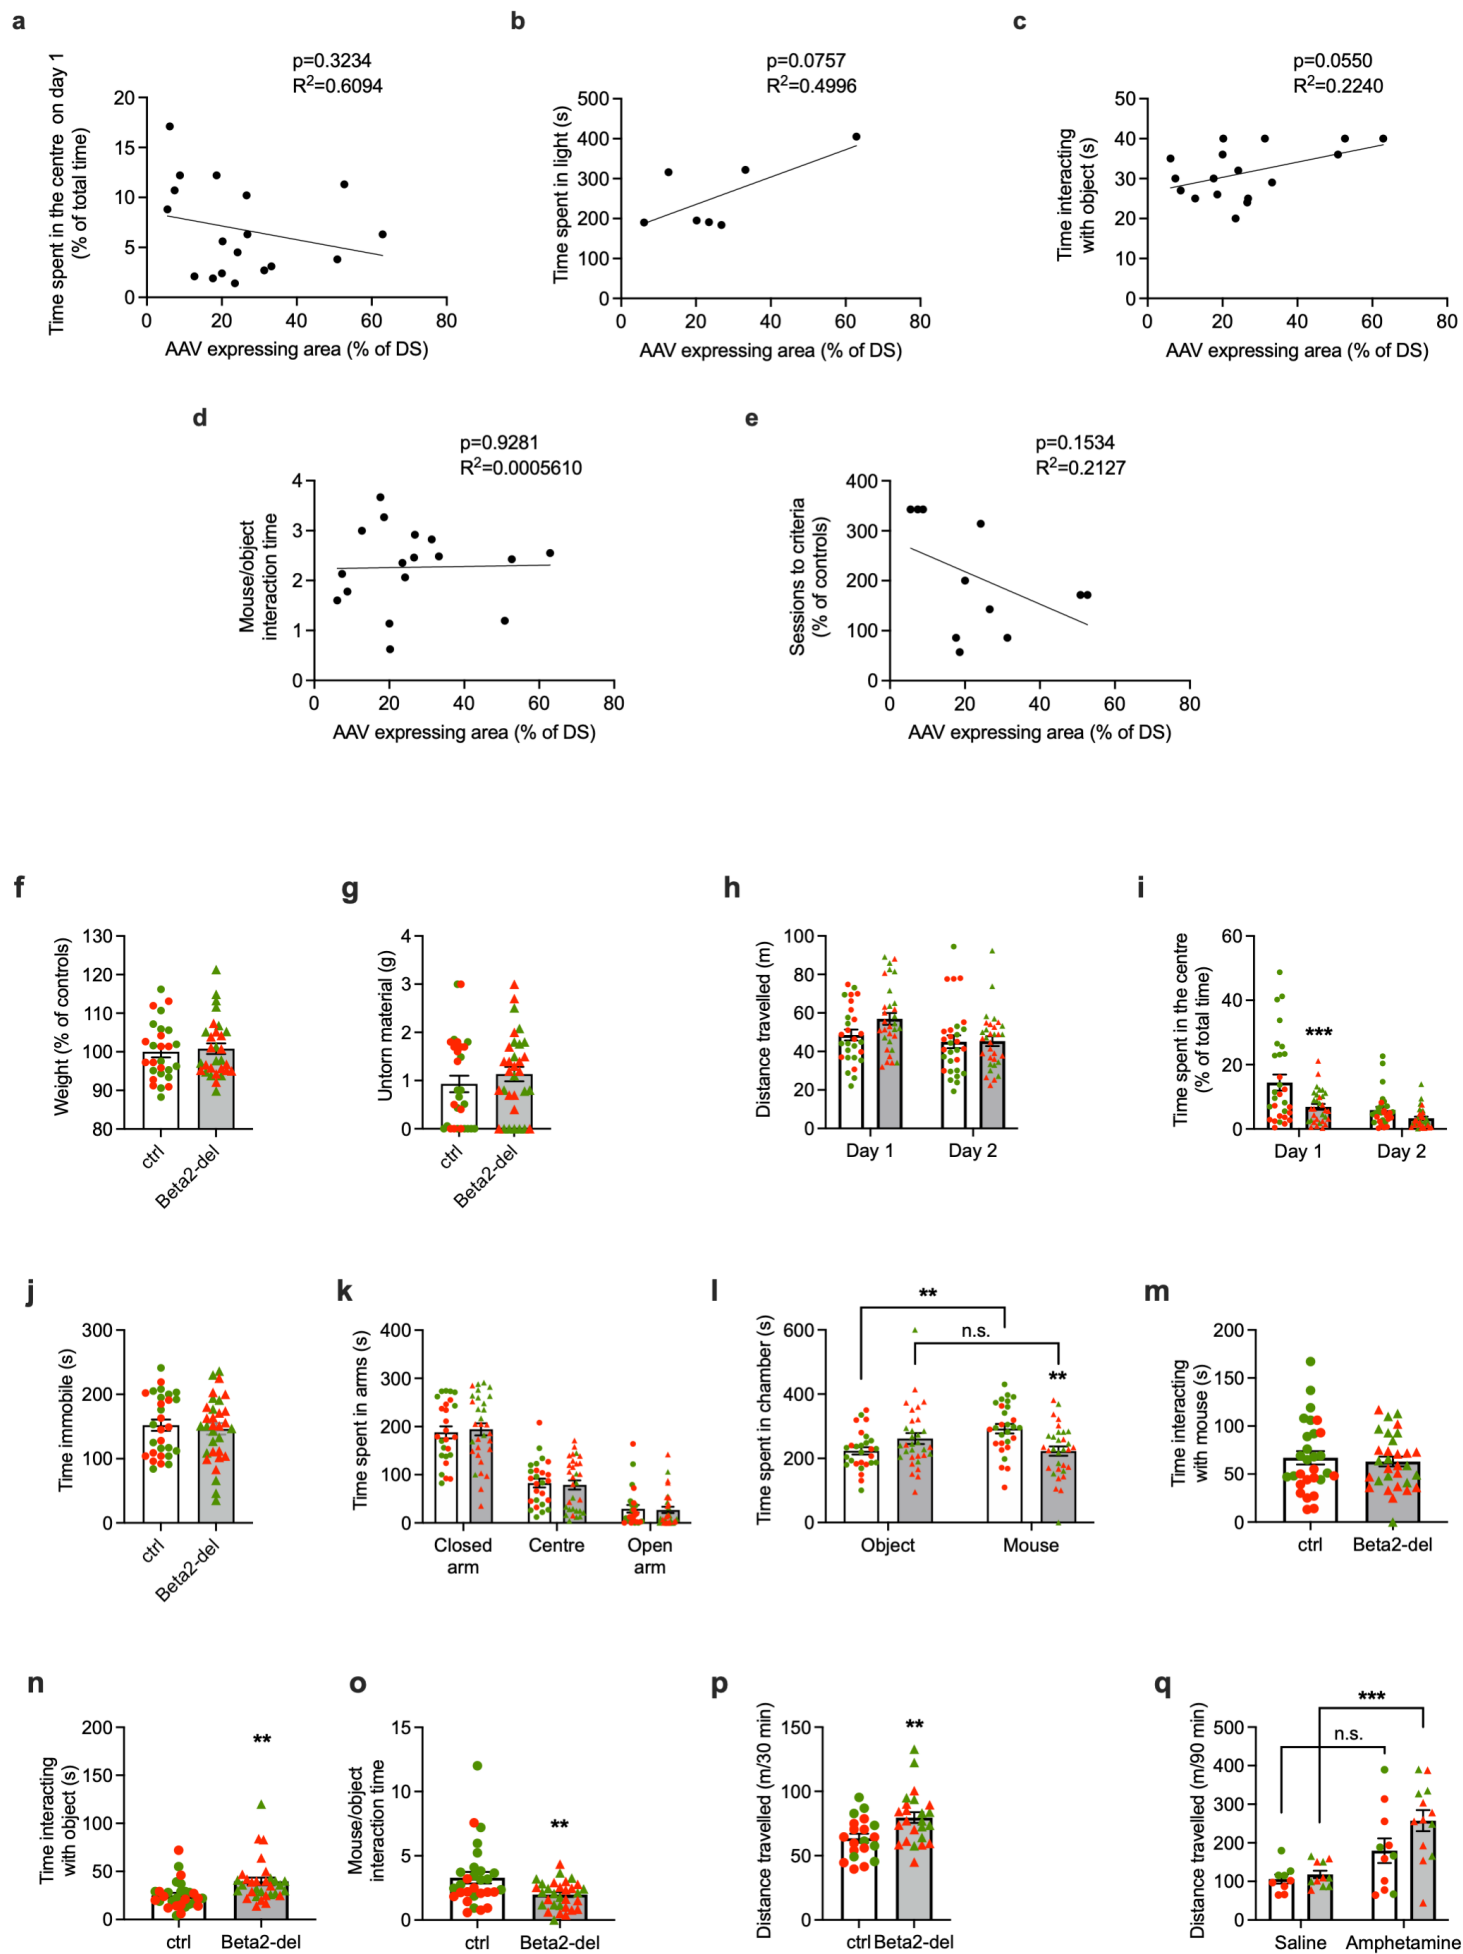 a
p=0.3234
R2=0.6094
Time spent in the centre on day 1
(% of total time)
20
15
10
5
0
0 20 40 60 80
AAV expressing area (% of DS)
b
p=0.0757
R2=0.4996
Time spent in light (s)
500
400
300
200
100
0
0 20 40 60 80
AAV expressing area (% of DS)
c
p=0.0550
R2=0.2240
Time interacting
with object (s)
50
40
30
20
10
0
0 20 40 60 80
AAV expressing area (% of DS)
d
p=0.9281
R2=0.0005610
Mouse/object
interaction time
4
3
2
1
0
0 20 40 60 80
AAV expressing area (% of DS)
e
p=0.1534
R2=0.2127
Sessions to criteria
(% of controls)
400
300
200
100
0
0 20 40 60 80
AAV expressing area (% of DS)
f
Weight (% of controls)
130
120
110
100
90
80
ctrl
Beta2-del
g
Untorn material (g)
4
3
2
1
0
ctrl
Beta2-del
h
Distance travelled (m)
100
80
60
40
20
0
Day 1 Day 2
i
Time spent in the centre
(% of total time)
60
40
20
0
***
Day 1 Day 2
j
Time immobile (s)
300
200
100
0
ctrl
Beta2-del
k
Time spent in arms (s)
400
300
200
100
0
Closed
arm
Centre
Open
arm
l
Time spent in chamber (s)
600
400
200
0
**
n.s.
**
Object Mouse
m
Time interacting
with mouse (s)
200
150
100
50
0
ctrl Beta2-del
n
Time interacting
with object (s)
200
150
100
50
0
**
ctrl Beta2-del
o
Mouse/object
interaction time
15
10
5
0
**
ctrl Beta2-del
p
Distance travelled (m/30 min)
150
100
50
0
**
ctrl Beta2-del
q
Distance travelled (m/90 min)
500
400
300
200
100
0
***
n.s.
Saline Amphetamine